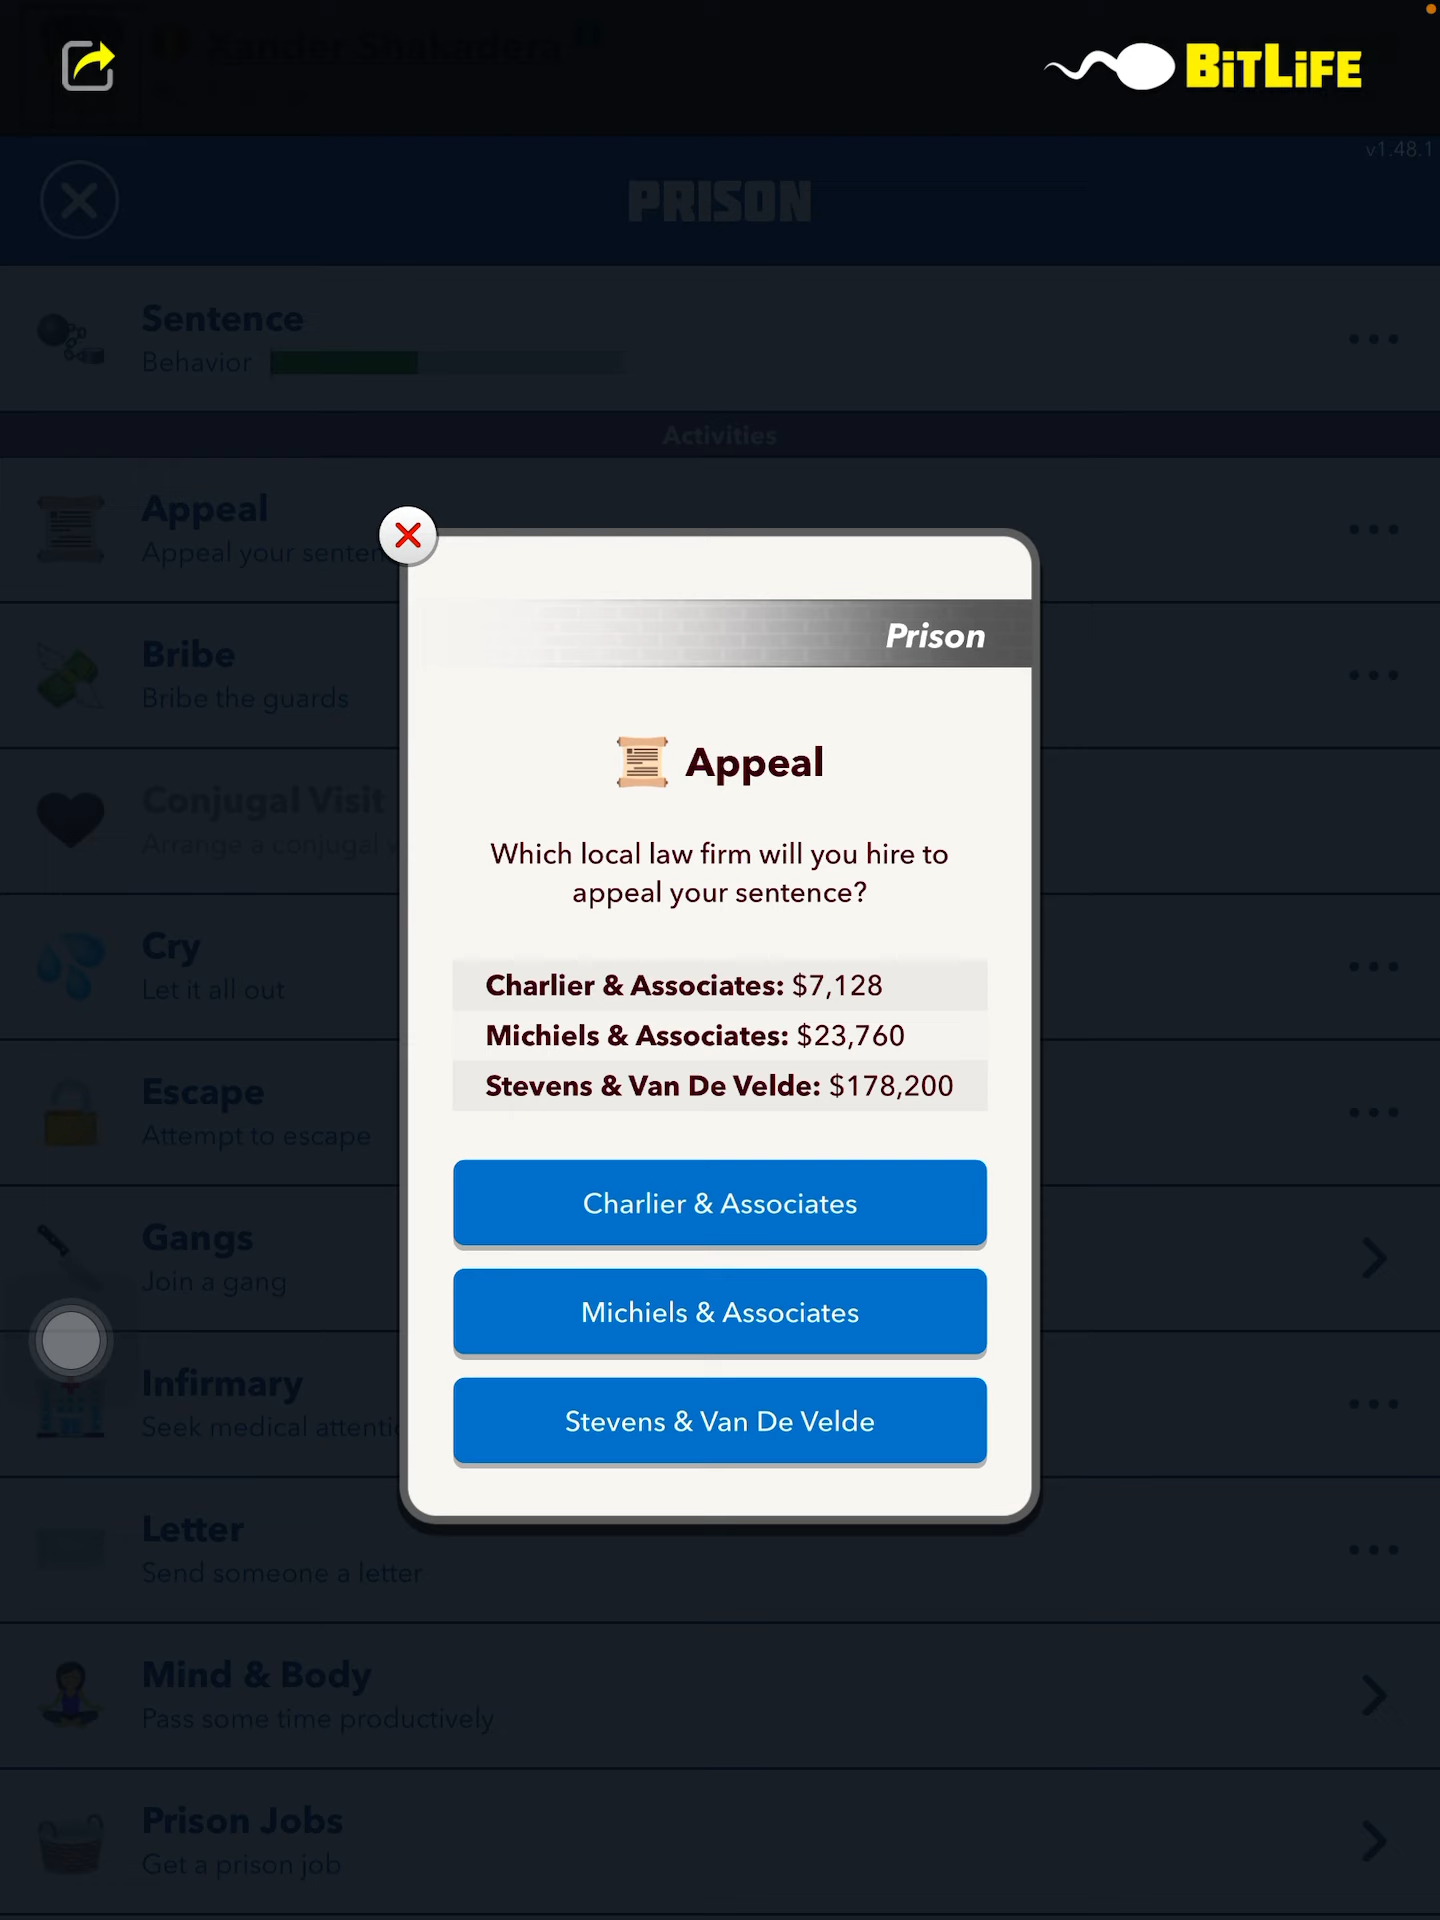 Xander Shakadera
BITLIFE
v1.48.1
PRISON
Sentence
Behavior
Activities
Appeal
Appeal your senten
Bribe
Bribe the guards
Conjugal Visit
Arrange a conjugal v
Cry
Let it all out
Escape
Attempt to escape
Gangs
Join a gang
Infirmary
Seek medical attenti
Letter
Send someone a letter
Mind & Body
Pass some time productively
Prison Jobs
Get a prison job
Prison
Appeal
Which local law firm will you hire to
appeal your sentence?
Charlier & Associates: $7,128
Michiels & Associates: $23,760
Stevens & Van De Velde: $178,200
Charlier & Associates
Michiels & Associates
Stevens & Van De Velde